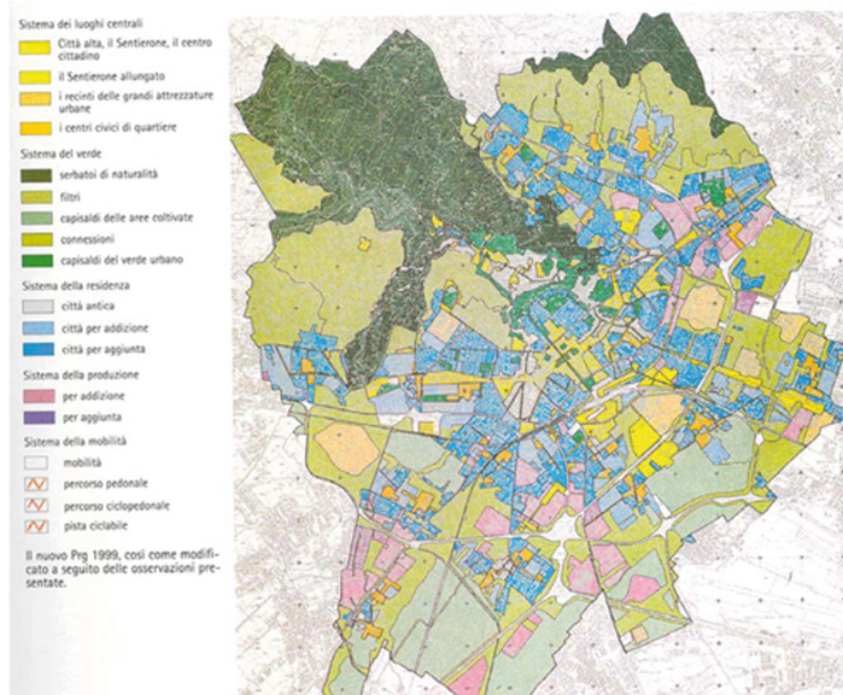 Sistema dei luoghi centrali
Città alta, il Sentierone, il centro
cittadino
il Sentierone allungato
i recinti delle grandi attrezzature
urbane
i centri civici di quartiere
Sistema del verde
serbatoi di naturalità
filtri
capisaldi delle aree coltivate
connessioni
capisaldi del verde urbano
Sistema della residenza
città antica
città per addizione
città per aggiunta
Sistema della produzione
per addizione
per aggiunta
Sistema della mobilità
mobilità
percorso pedonale
percorso ciclopedonale
pista ciclabile
Il nuovo Prg 1999, così come modifi-
cato a seguito delle osservazioni pre-
sentate.